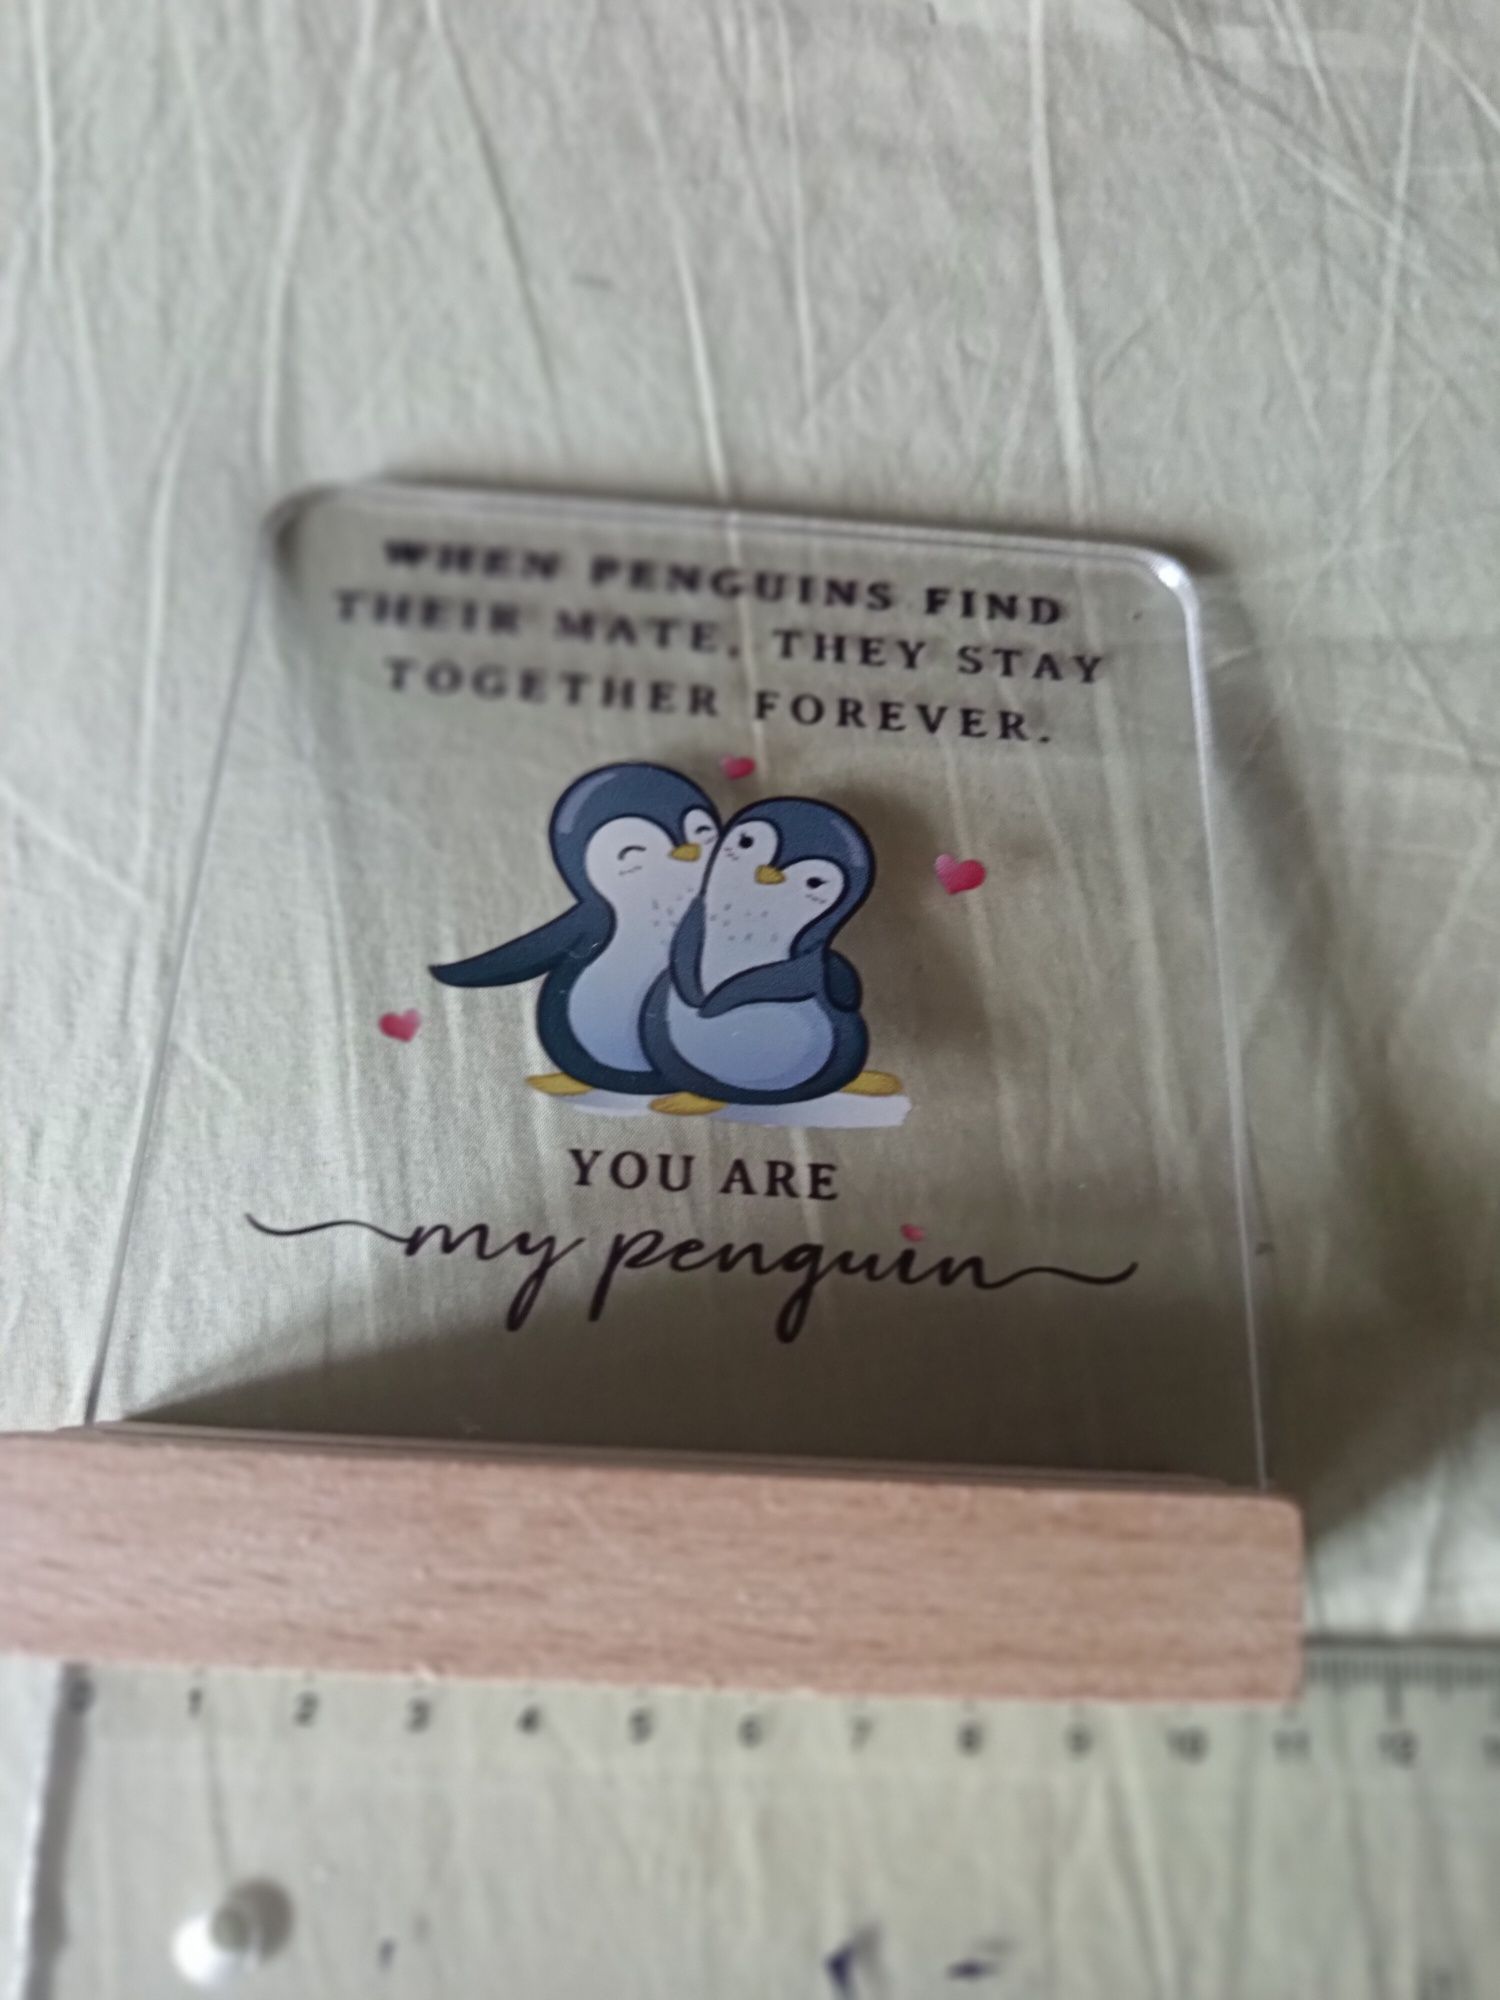 WHEN PENGUINS FIND
THEIR MATE, THEY STAY
TOGETHER FOREVER.
YOU ARE
my penguin
0 1 2 3 4 5 6 7 8 9 10 11 12